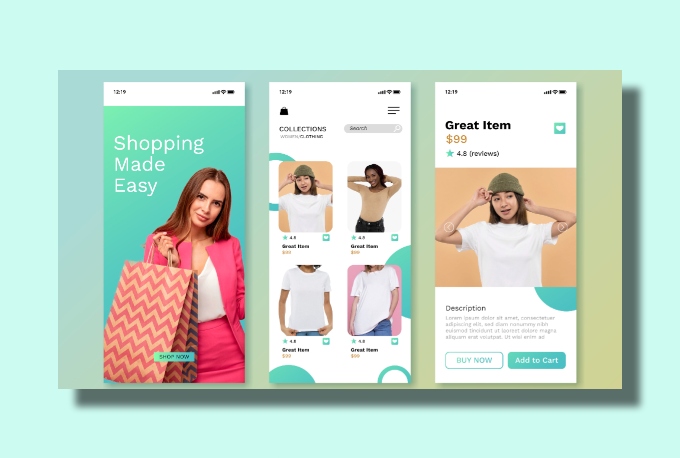 12:19
Shopping
Made
Easy
SHOP NOW
12:19
COLLECTIONS
Search
WOMEN/CLOTHING
4.8
4.8
Great Item
Great Item
$99
$99
4.8
4.8
Great Item
Great Item
$99
$99
12:19
Great Item
$99
4.8 (reviews)
Description
Lorem ipsum dolor sit amet, consectetuer
adipiscing elit, sed diam nonummy nibh
euismod tincidunt ut laoreet dolore magna
aliquam erat volutpat. Ut wisi enim ad
BUY NOW
Add to Cart